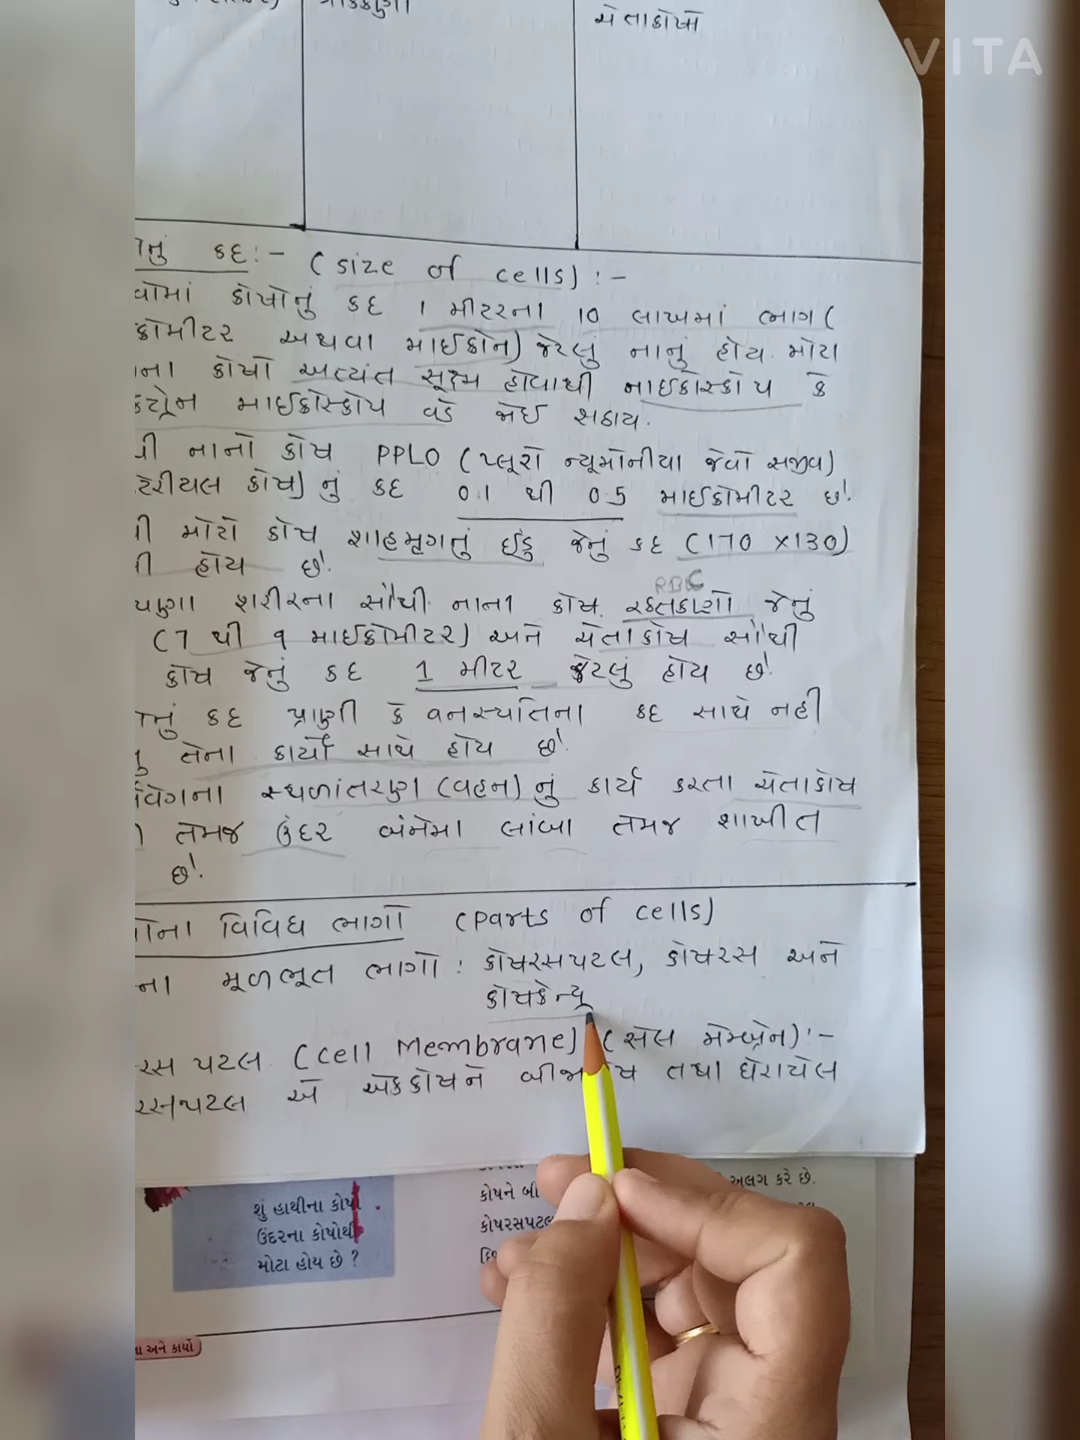 ચેતાકોષો
VITA
કદ:- (size of cells) :-
કોષોનું કદ 1 મીટરના 10 લાખમાં ભાગ (
અથવા માઈક્રોન) જેટલુ નાનું હોય. મોટા
ના કોષો અત્યંત સૂક્ષ્મ હોવાથી માઈક્રોસ્કોપ કે
માઈક્રોસ્કોપ વડે જોઈ શકાય.
નાનો કોષ PPLO (પ્લૂરો ન્યૂમોનીયા જેવો સજીવ)
કોષ) નું કદ 0.1 થી 0.5 માઈક્રોમીટર છે.
મોટો કોષ શાહમૃગનું ઈંડુ જેનું કદ (170 x130)
હોય છે.
RBC
શરીરના સૌથી નાના કોષ રક્તકણો જેનું
(7 થી 9 માઈક્રોમીટર) અને ચેતાકોષ સૌથી
કોષ જેનું કદ 1 મીટર જેટલું હોય છે.
કદ પ્રાણી કે વનસ્પતિના કદ સાથે નહી
તેના કાર્યો સાથે હોય છે.
સ્થળાંતરણ (વહન) નું કાર્ય કરતા ચેતાકોષ
તેમજ ઉંદર બંનેમા લાંબા તેમજ શાખીત
છે.
વિવિધ ભાગો (Parts of cells)
ના મૂળભૂત ભાગો : કોષરસપટલ, કોષરસ અને
કોષકેન્દ્ર
રસ પટલ (Cell Membrane) (સેલ મેમ્બ્રેન) :-
રસપટલ એ એકકોષને બીજા તથા ઘેરાયેલ
અલગ કરે છે.
શું હાથીના કોષો
ઉંદરના કોષોથી
મોટા હોય છે ?
કોષને બી
કોષરસપટલ
અને કાર્યો